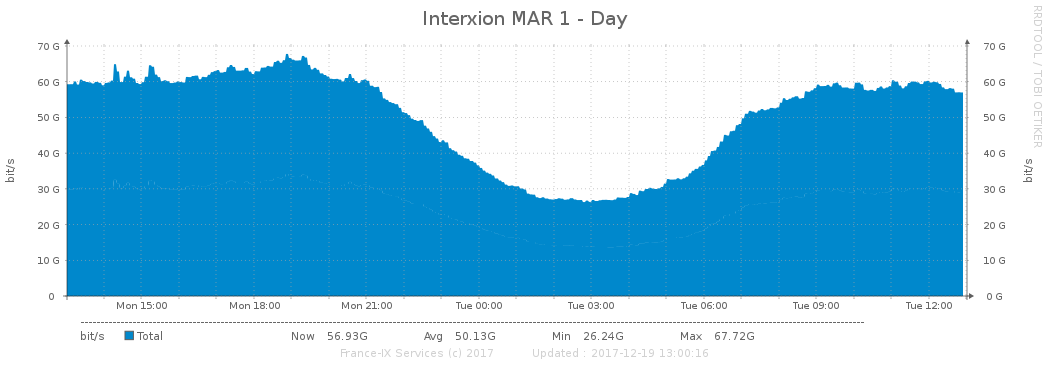 Interxion MAR 1 - Day
RRDTOOL / TOBI OETIKER
70 G 70 G
60 G 60 G
50 G 50 G
40 G 40 G
30 G 30 G
20 G 20 G
10 G 10 G
0 0 G
bit/s bit/s
Mon 15:00 Mon 18:00 Mon 21:00 Tue 00:00 Tue 03:00 Tue 06:00 Tue 09:00 Tue 12:00
bit/s Total Now 56.93G Avg 50.13G Min 26.24G Max 67.72G
France-IX Services (c) 2017 Updated : 2017-12-19 13:00:16